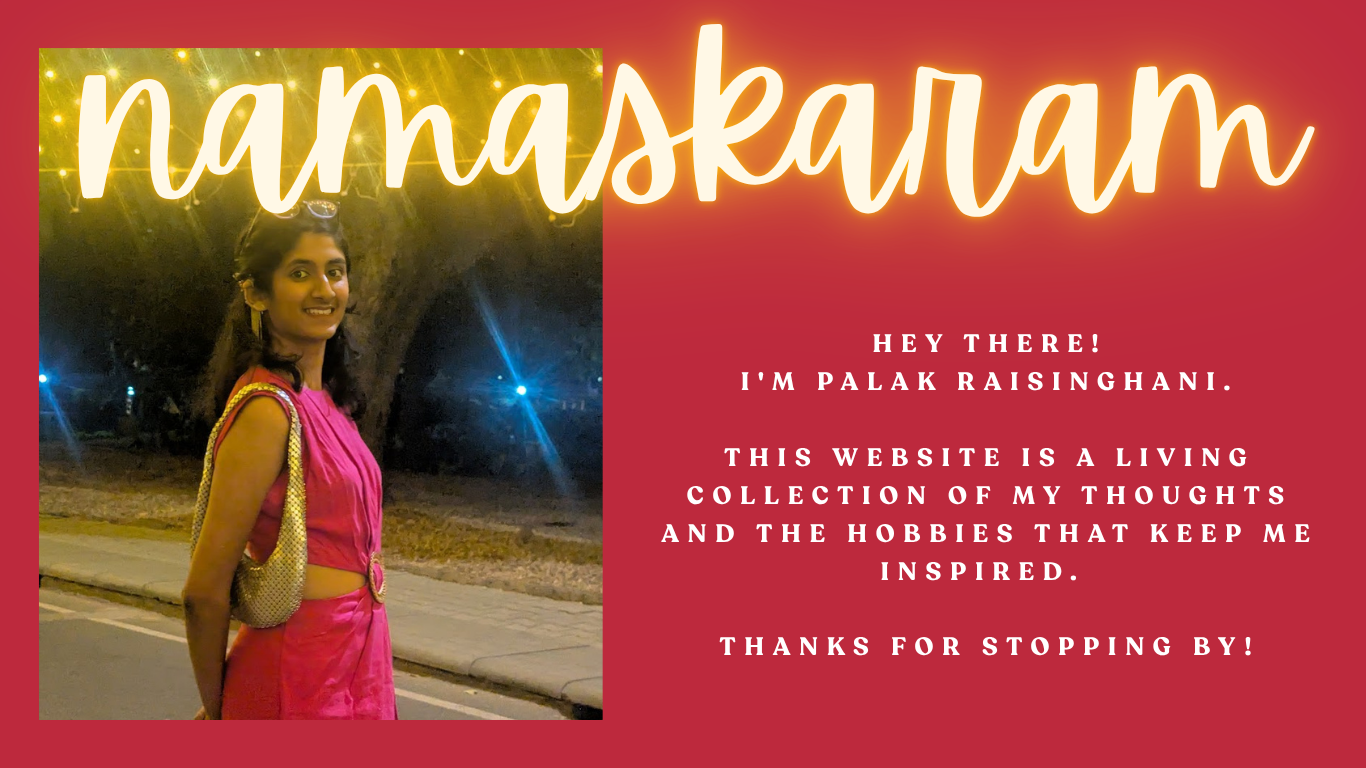 namaskaram
HEY THERE!
I'M PALAK RAISINGHANI.
THIS WEBSITE IS A LIVING
COLLECTION OF MY THOUGHTS
AND THE HOBBIES THAT KEEP ME
INSPIRED.
THANKS FOR STOPPING BY!